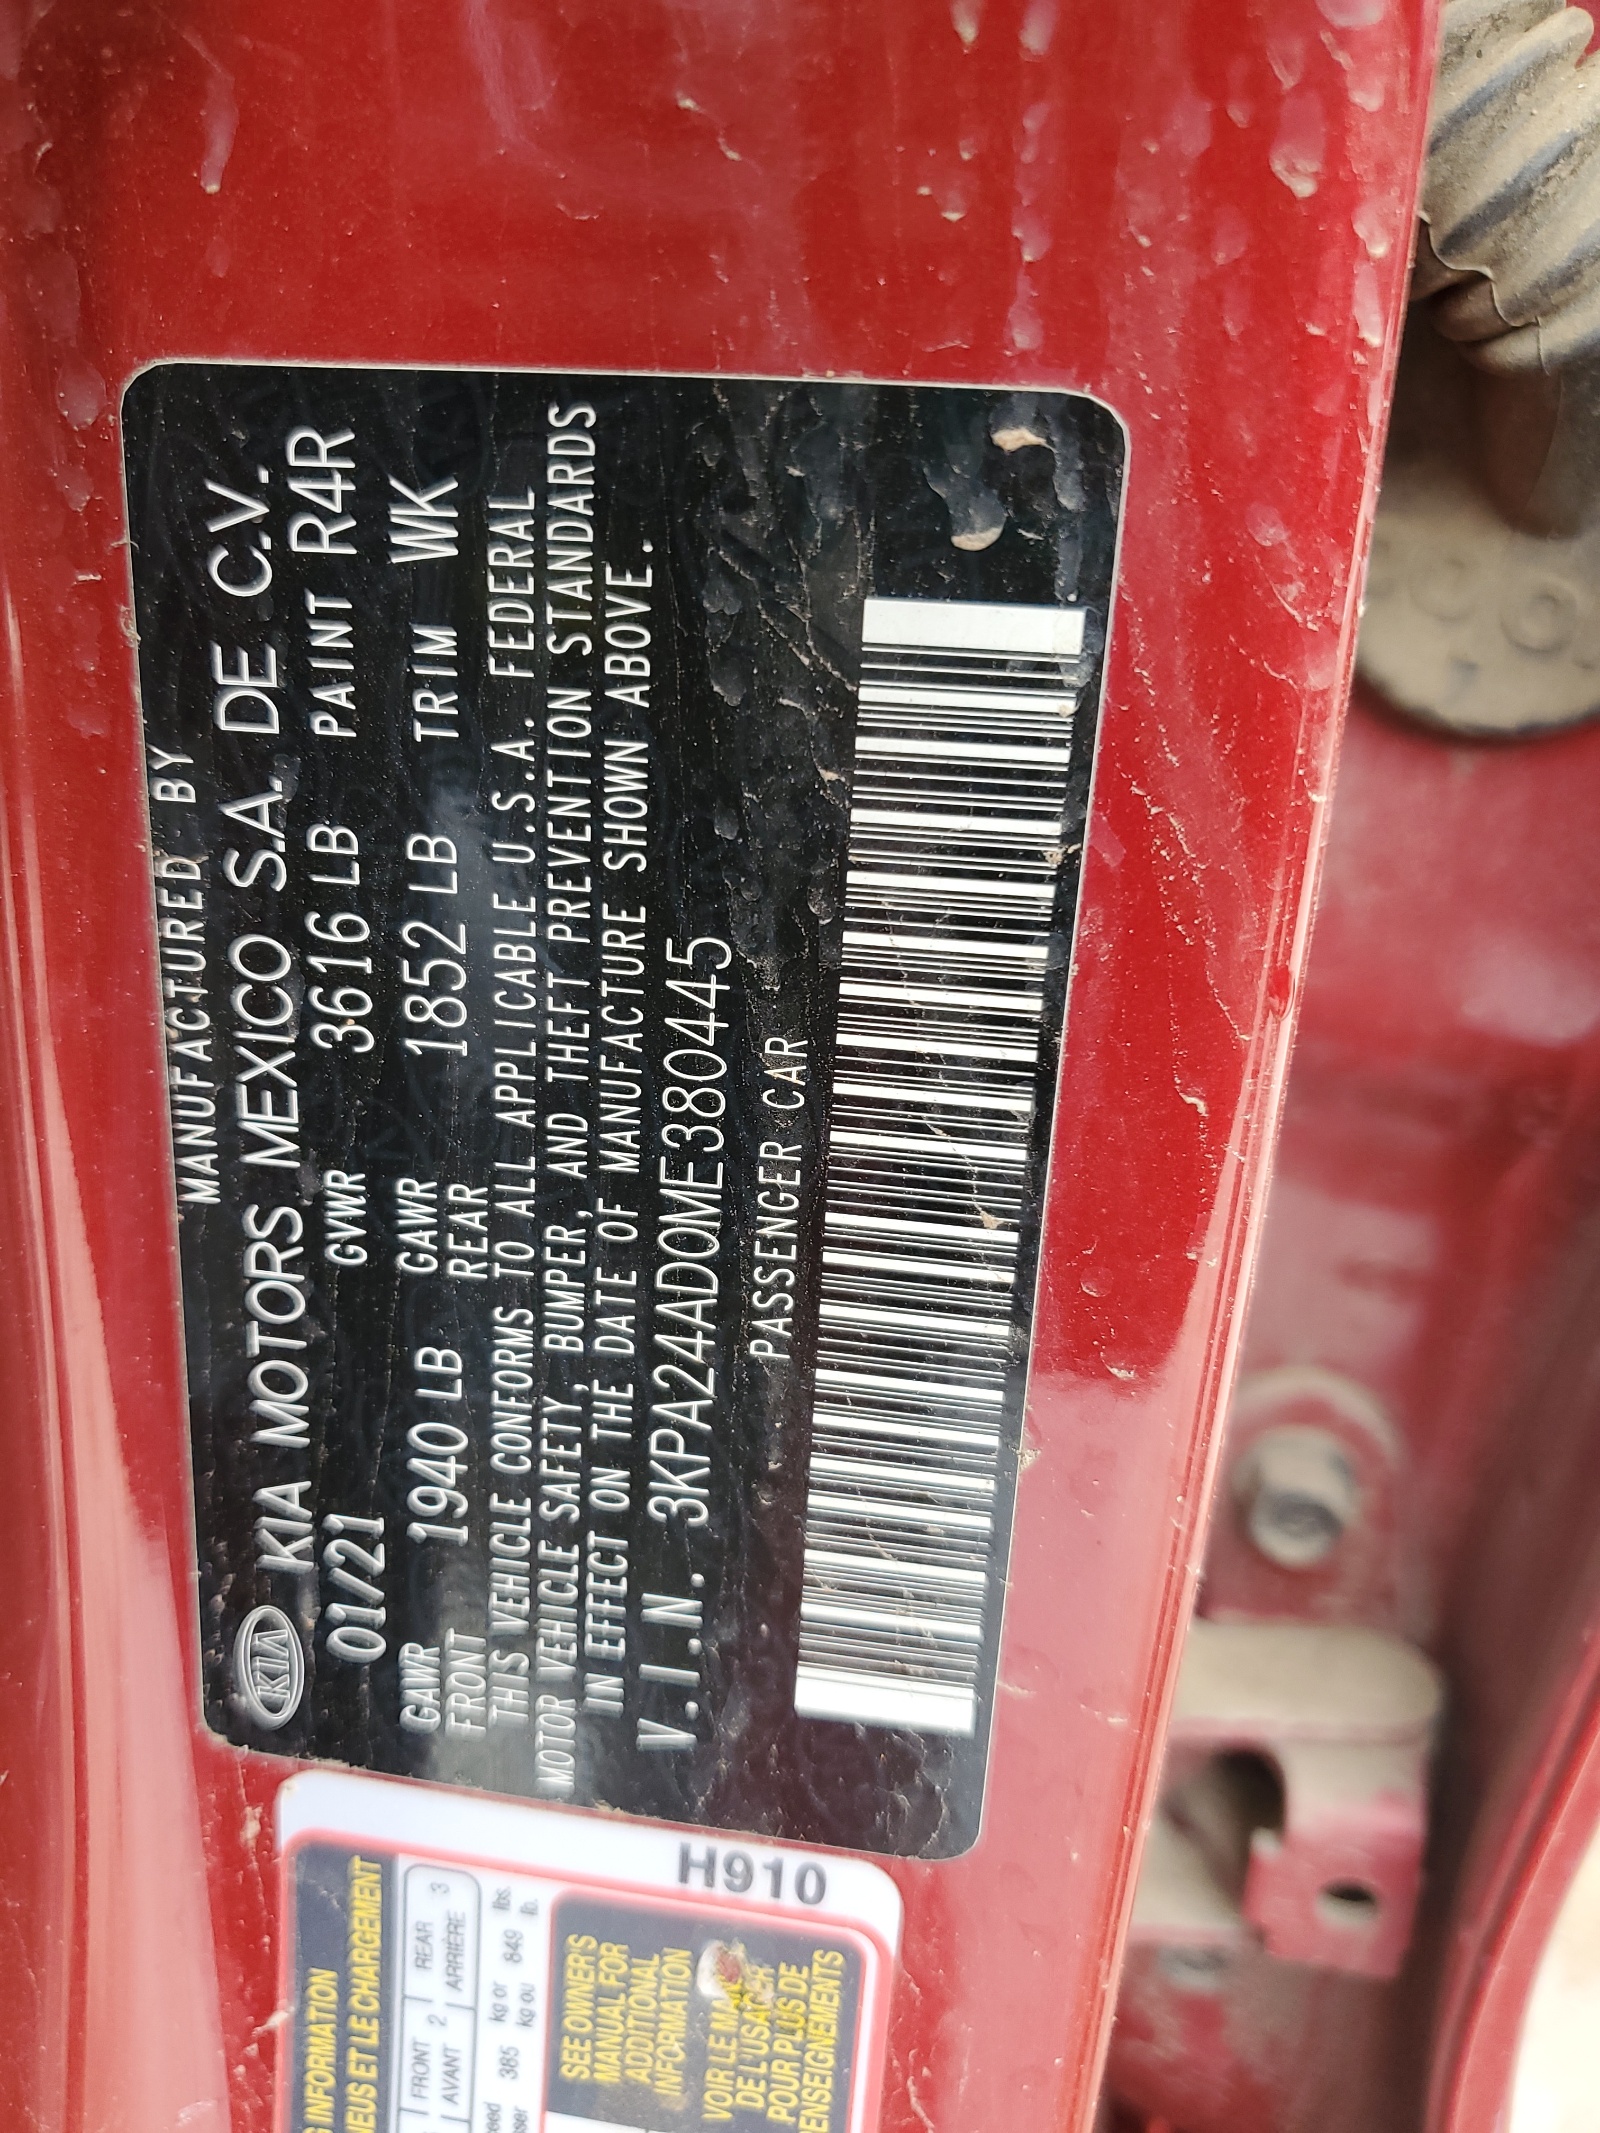 MANUFACTURED BY
KIA KIA MOTORS MEXICO S.A. DE C.V.
01/21 GVWR 3616 LB PAINT R4R
GAWR FRONT 1940 LB GAWR REAR 1852 LB TRIM WK
THIS VEHICLE CONFORMS TO ALL APPLICABLE U.S.A. FEDERAL
MOTOR VEHICLE SAFETY, BUMPER, AND THEFT PREVENTION STANDARDS
IN EFFECT ON THE DATE OF MANUFACTURE SHOWN ABOVE.
V.I.N. 3KPA24AD0ME380445
PASSENGER CAR
H910
INFORMATION
ET LE CHARGEMENT
FRONT 2 REAR 3
AVANT ARRIÈRE
385 kg or 849 lbs.
kg ou lb.
SEE OWNER'S
MANUAL FOR
ADDITIONAL
INFORMATION
VOIR LE
DE
POUR PLUS DE